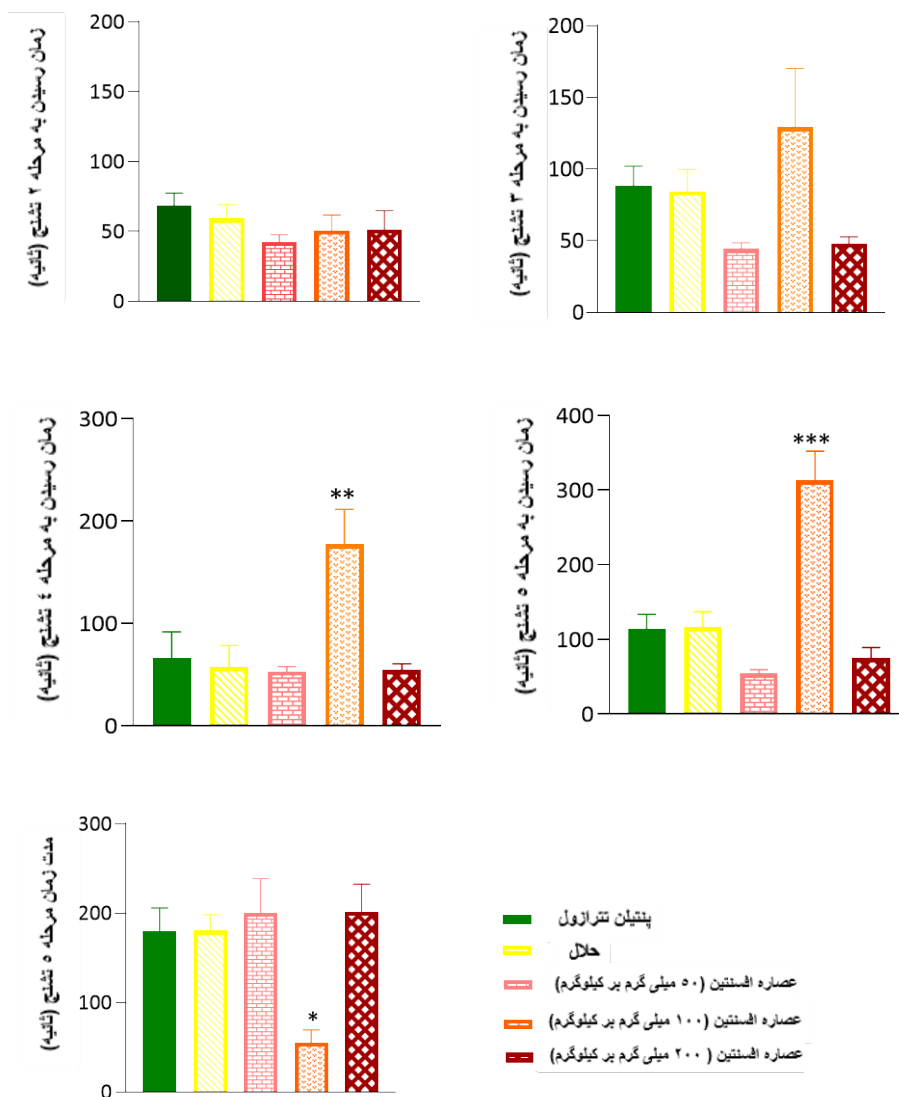 زمان رسیدن به مرحله ۲ تشنج (ثانیه)
200
150
100
50
0
زمان رسیدن به مرحله ۳ تشنج (ثانیه)
200
150
100
50
0
زمان رسیدن به مرحله ٤ تشنج (ثانیه)
300
200
100
0
**
زمان رسیدن به مرحله ٥ تشنج (ثانیه)
400
300
200
100
0
***
مدت زمان مرحله ٥ تشنج (ثانیه)
300
200
100
0
*
پنتیلن تترازول
حلال
عصاره افسنتین (٥٠ میلی گرم بر کیلوگرم)
عصاره افسنتین (۱۰۰ میلی گرم بر کیلوگرم)
عصاره افسنتین ( ۲۰۰ میلی گرم بر کیلوگرم)